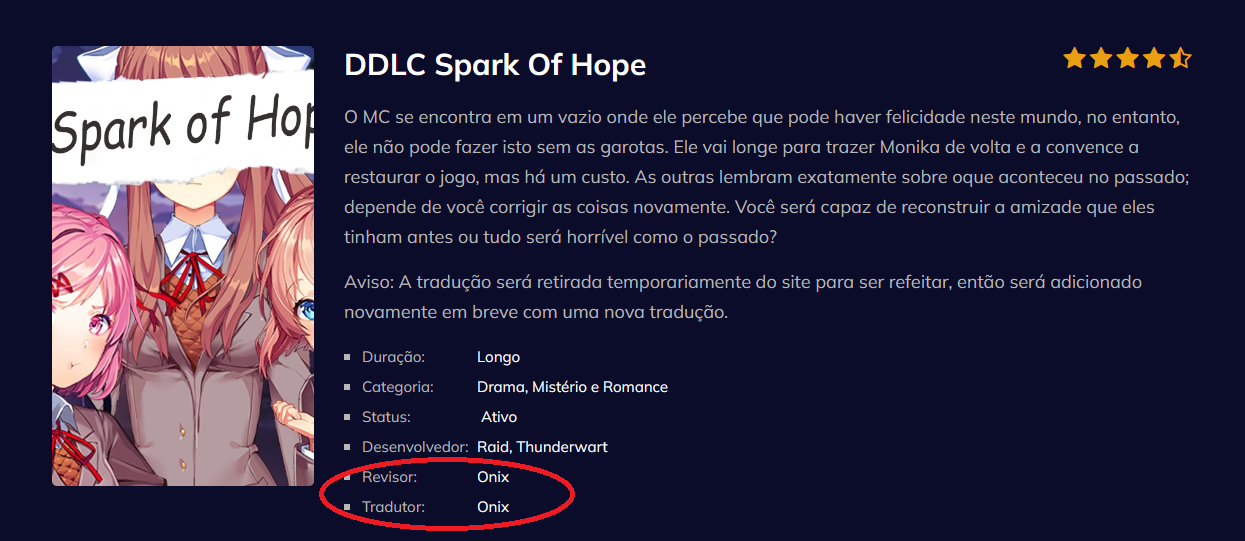 Spark of Hop
DDLC Spark Of Hope
O MC se encontra em um vazio onde ele percebe que pode haver felicidade neste mundo, no entanto,
ele não pode fazer isto sem as garotas. Ele vai longe para trazer Monika de volta e a convence a
restaurar o jogo, mas há um custo. As outras lembram exatamente sobre oque aconteceu no passado;
depende de você corrigir as coisas novamente. Você será capaz de reconstruir a amizade que eles
tinham antes ou tudo será horrível como o passado?
Aviso: A tradução será retirada temporariamente do site para ser refeitar, então será adicionado
novamente em breve com uma nova tradução.
Duração: Longo
Categoria: Drama, Mistério e Romance
Status: Ativo
Desenvolvedor: Raid, Thunderwart
Revisor: Onix
Tradutor: Onix